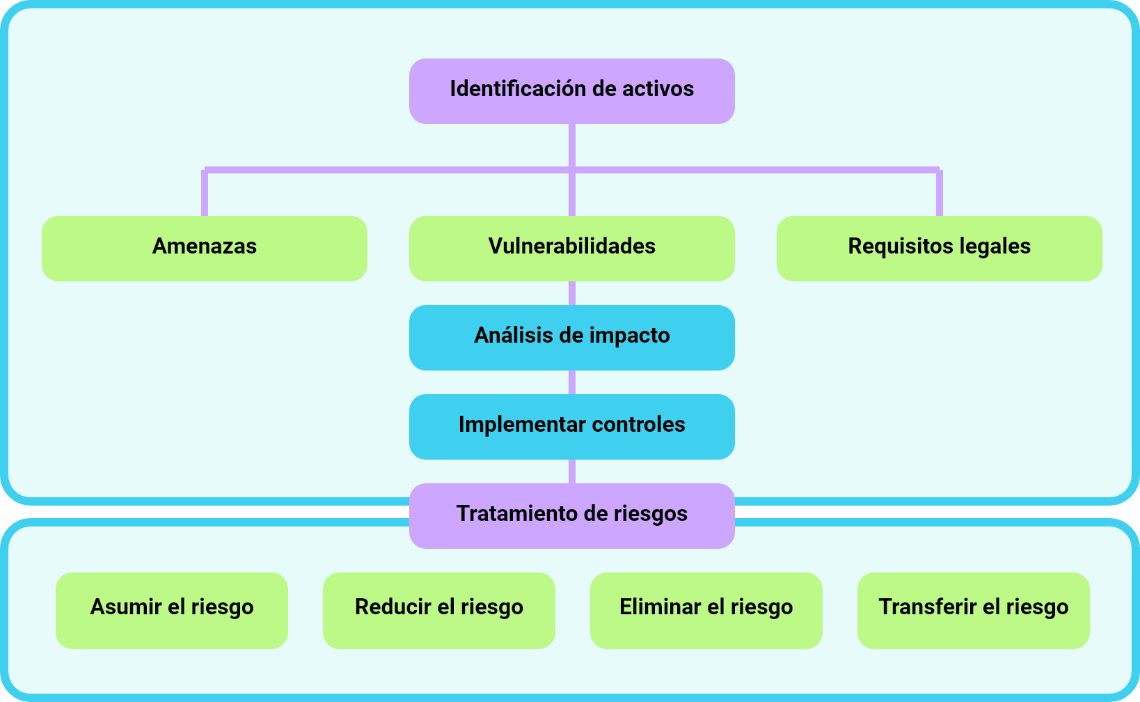 Identificación de activos
Amenazas
Vulnerabilidades
Requisitos legales
Análisis de impacto
Implementar controles
Tratamiento de riesgos
Asumir el riesgo
Reducir el riesgo
Eliminar el riesgo
Transferir el riesgo